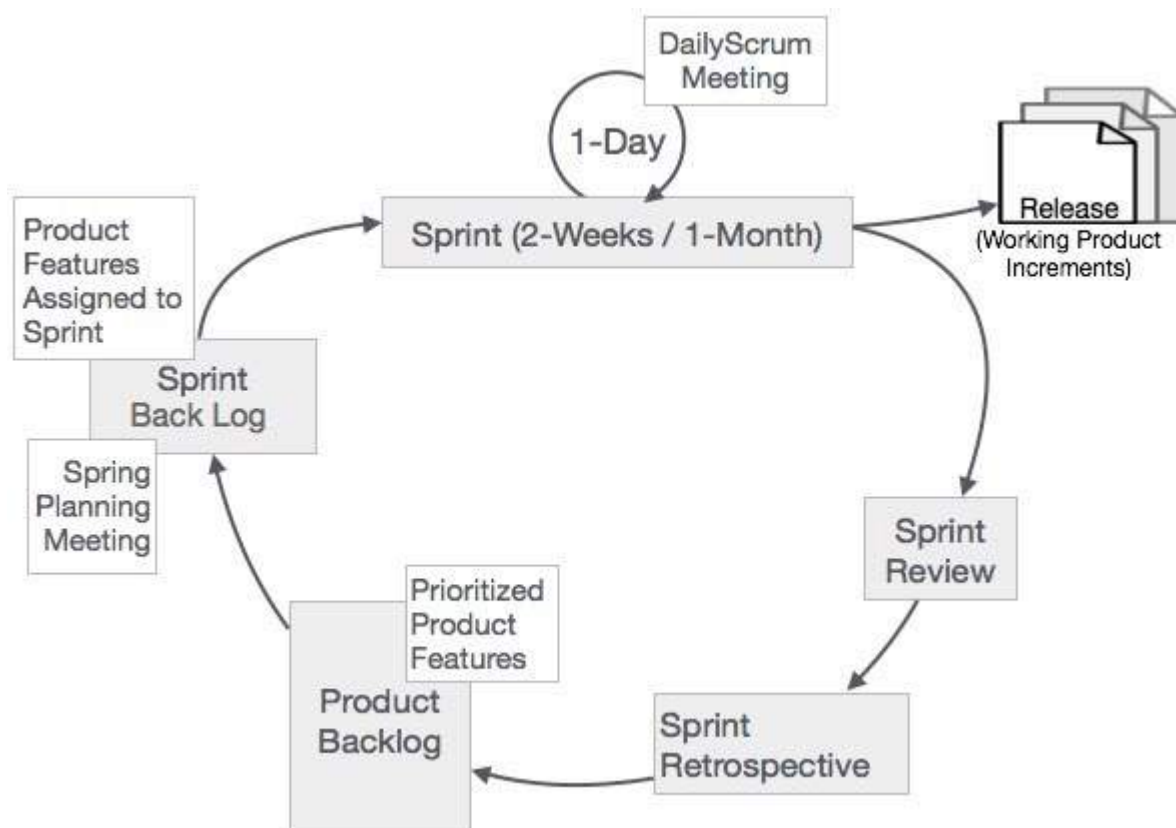 DailyScrum
Meeting
1-Day
Sprint (2-Weeks / 1-Month)
Release
(Working Product
Increments)
Product
Features
Assigned to
Sprint
Sprint
Back Log
Spring
Planning
Meeting
Sprint
Review
Prioritized
Product
Features
Product
Backlog
Sprint
Retrospective